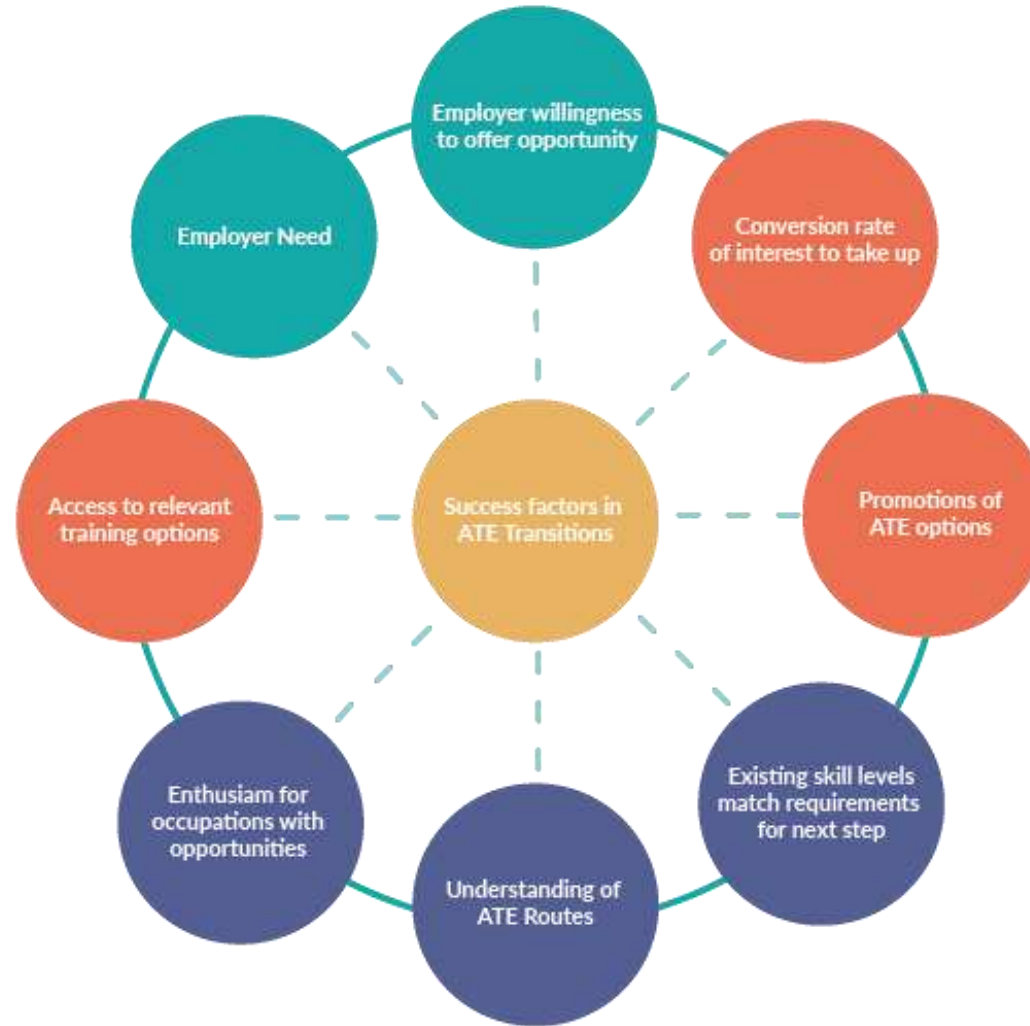 Employer willingness
to offer opportunity
Conversion rate
of interest to take up
Employer Need
Access to relevant
training options
Success factors in
ATE Transitions
Promotions of
ATE options
Enthusiam for
occupations with
opportunities
Existing skill levels
match requirements
for next step
Understanding of
ATE Routes